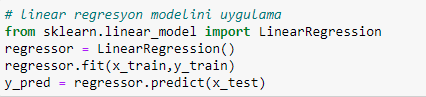 # linear regresyon modelini uygulama
from sklearn.linear_model import LinearRegression
regressor = LinearRegression()
regressor.fit(x_train,y_train)
y_pred = regressor.predict(x_test)